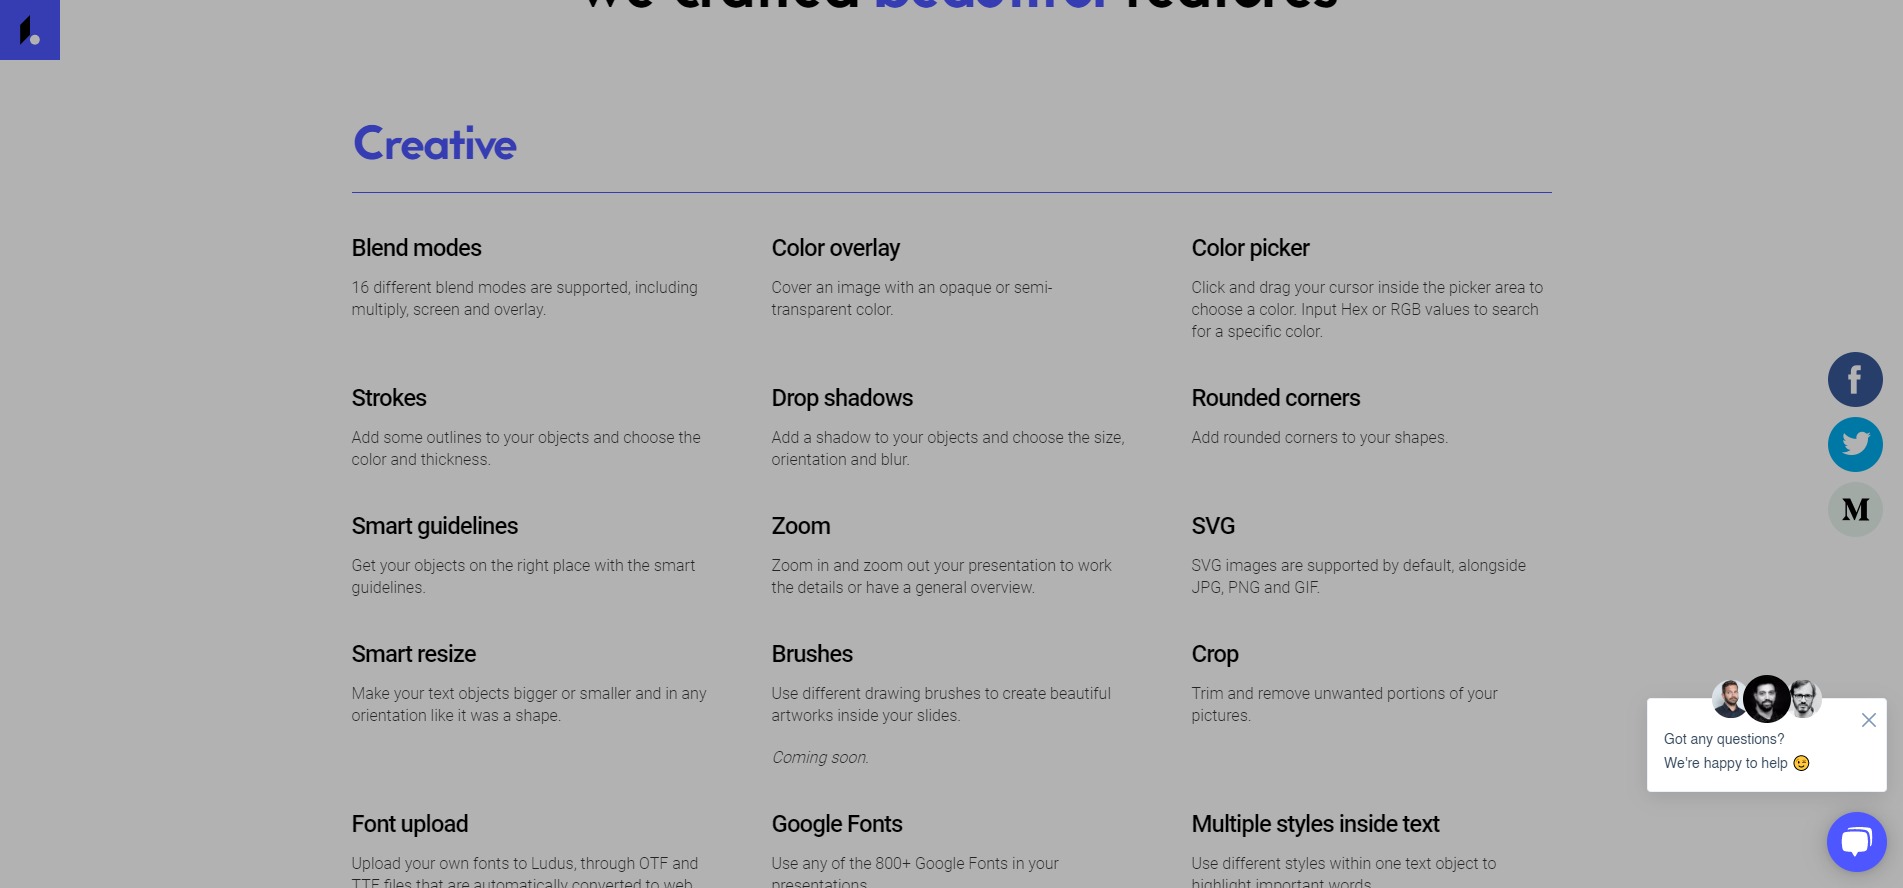 we crafted beautiful features
Creative
Blend modes
16 different blend modes are supported, including
multiply, screen and overlay.
Color overlay
Cover an image with an opaque or semi-
transparent color.
Color picker
Click and drag your cursor inside the picker area to
choose a color. Input Hex or RGB values to search
for a specific color.
Strokes
Add some outlines to your objects and choose the
color and thickness.
Drop shadows
Add a shadow to your objects and choose the size,
orientation and blur.
Rounded corners
Add rounded corners to your shapes.
Smart guidelines
Get your objects on the right place with the smart
guidelines.
Zoom
Zoom in and zoom out your presentation to work
the details or have a general overview.
SVG
SVG images are supported by default, alongside
JPG, PNG and GIF.
Smart resize
Make your text objects bigger or smaller and in any
orientation like it was a shape.
Brushes
Use different drawing brushes to create beautiful
artworks inside your slides.
Coming soon.
Crop
Trim and remove unwanted portions of your
pictures.
Font upload
Upload your own fonts to Ludus, through OTF and
TTF files that are automatically converted to web
Google Fonts
Use any of the 800+ Google Fonts in your
presentations.
Multiple styles inside text
Use different styles within one text object to
highlight important words.
f
M
Got any questions?
We're happy to help 😉